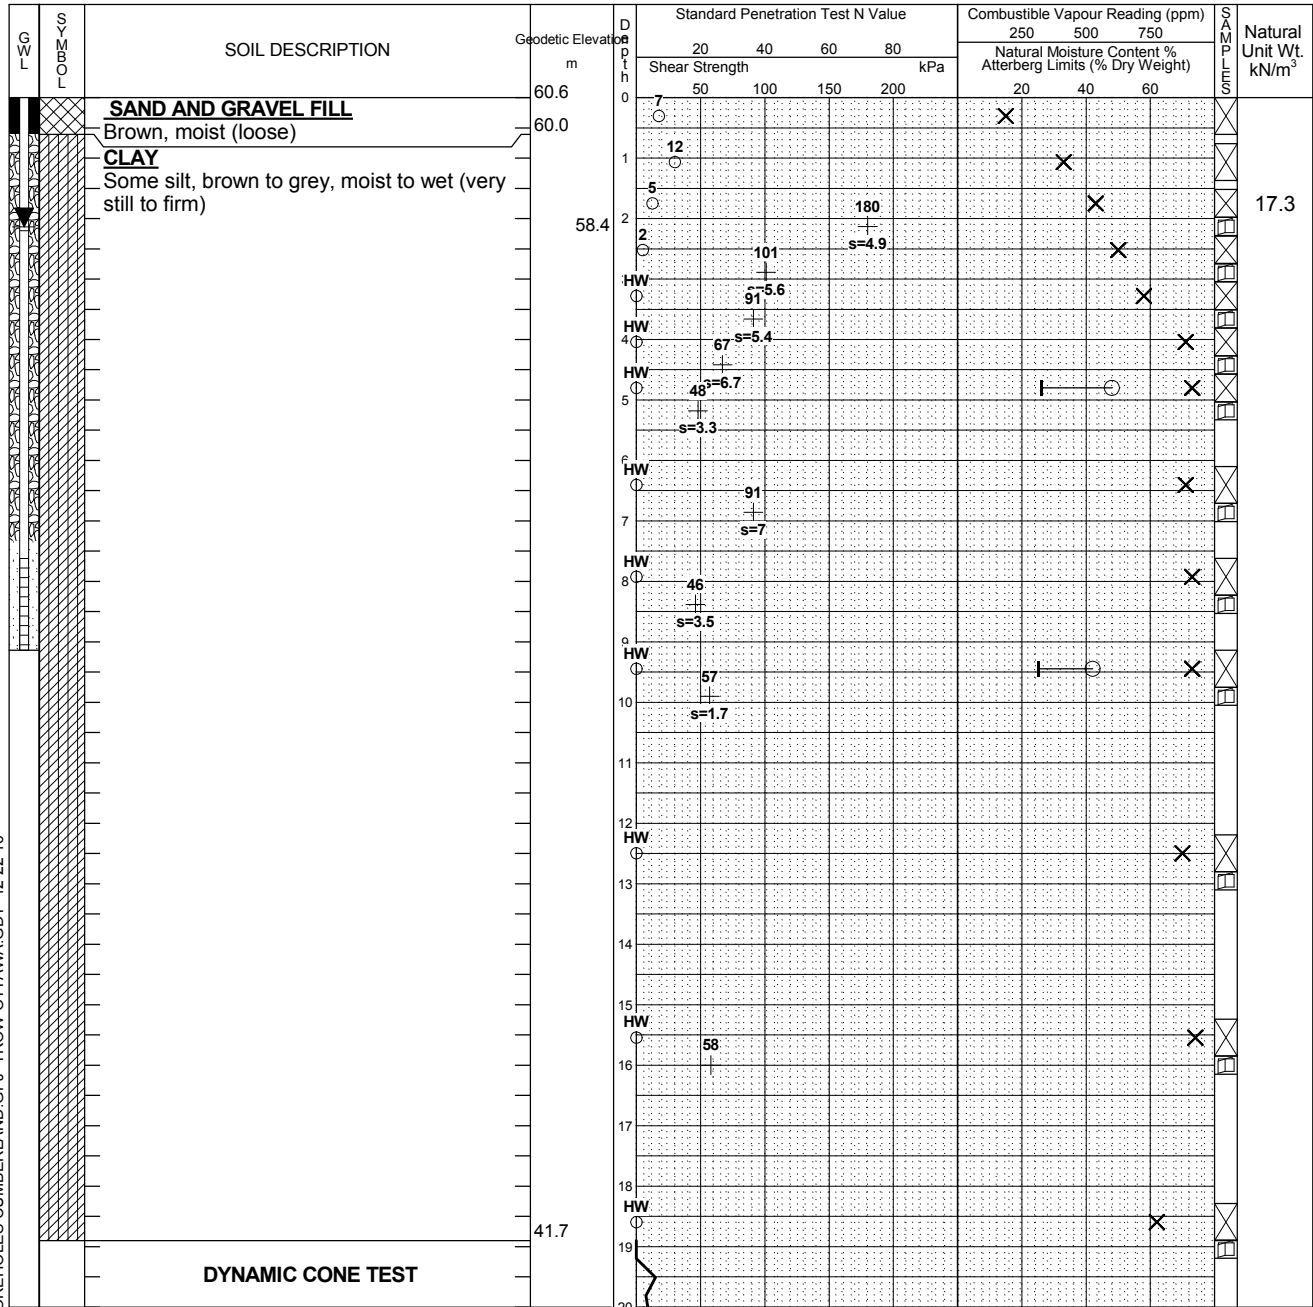 GWL
SYMBOL
SOIL DESCRIPTION
Geodetic Elevation
m
Depth
Standard Penetration Test N Value
20 40 60 80
Shear Strength kPa
50 100 150 200
Combustible Vapour Reading (ppm)
250 500 750
Natural Moisture Content %
Atterberg Limits (% Dry Weight)
20 40 60
SAMPLES
Natural
Unit Wt.
kN/m³
60.6
0
SAND AND GRAVEL FILL
7
60.0
Brown, moist (loose)
CLAY
12
1
Some silt, brown to grey, moist to wet (very
still to firm)
5
180
17.3
2
58.4
2
s=4.9
101
HW
s=5.6
91
HW
4
s=5.4
67
HW
s=6.7
48
5
s=3.3
6
HW
91
7
s=7
HW
8
46
s=3.5
9
HW
57
10
s=1.7
11
12
HW
13
14
15
HW
58
16
17
18
HW
41.7
19
DYNAMIC CONE TEST
20